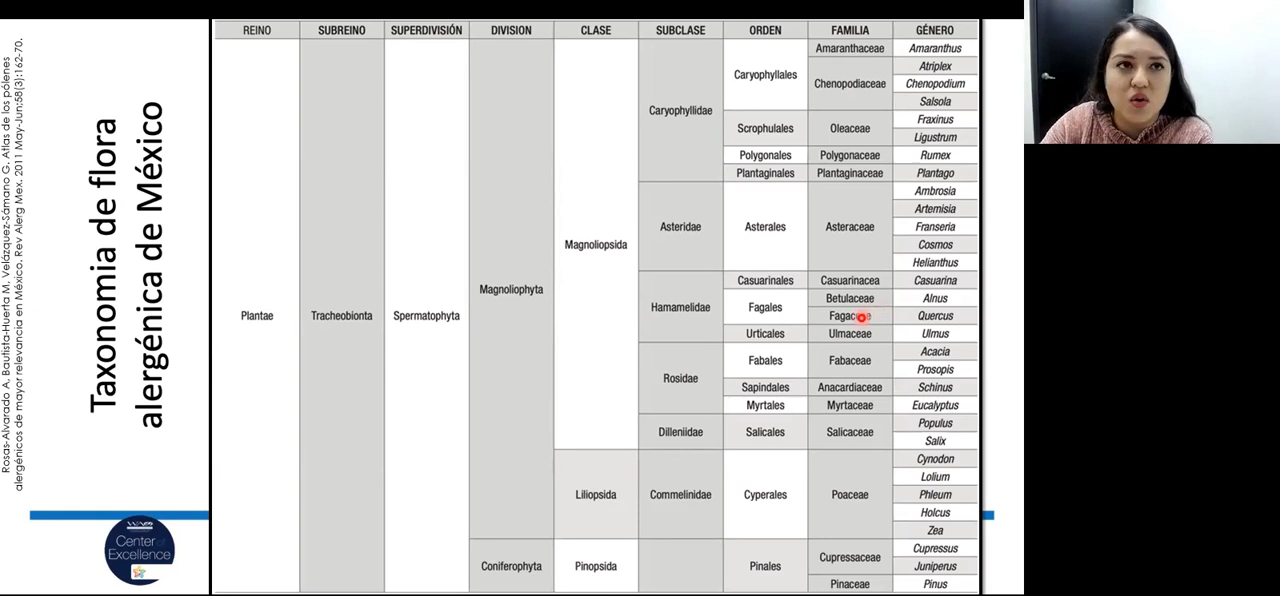 Rosas-Alvarado A, Bautista-Huerta M, Velázquez-Sámano G. Atlas de los pólenes
alergénicos de mayor relevancia en México. Rev Alerg Mex. 2011 May-Jun;58(3):162-70.
Taxonomia de flora
alergénica de México
Center of
Excellence
REINO SUBREINO SUPERDIVISIÓN DIVISION CLASE SUBCLASE ORDEN FAMILIA GÉNERO
Plantae Tracheobionta Spermatophyta Magnoliophyta Magnoliopsida Caryophyllidae Caryophyllales Amaranthaceae Amaranthus
Chenopodiaceae Atriplex
Chenopodium
Salsola
Scrophulales Oleaceae Fraxinus
Ligustrum
Polygonales Polygonaceae Rumex
Plantaginales Plantaginaceae Plantago
Asteridae Asterales Asteraceae Ambrosia
Artemisia
Franseria
Cosmos
Helianthus
Hamamelidae Casuarinales Casuarinacea Casuarina
Fagales Betulaceae Alnus
Quercus
Urticales Ulmaceae Ulmus
Rosidae Fabales Fabaceae Acacia
Prosopis
Sapindales Anacardiaceae Schinus
Myrtales Myrtaceae Eucalyptus
Dilleniidae Salicales Salicaceae Populus
Salix
Liliopsida Commelinidae Cyperales Poaceae Cynodon
Lolium
Phleum
Holcus
Zea
Coniferophyta Pinopsida Pinales Cupressaceae Cupressus
Juniperus
Pinaceae Pinus